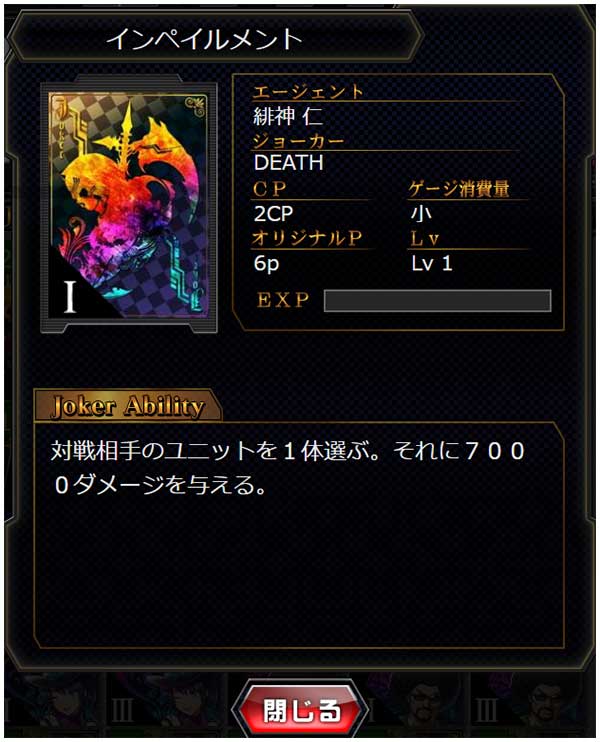 インペイルメント
JOKER
I
JOKER
エージェント
緋神 仁
ジョーカー
DEATH
ＣＰ ゲージ消費量
2CP 小
オリジナルＰ Ｌｖ
6p Lv 1
ＥＸＰ
Joker Ability
対戦相手のユニットを１体選ぶ。それに７００
０ダメージを与える。
III
I
閉じる